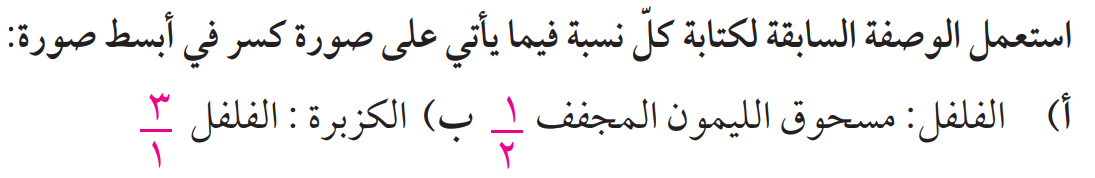 استعمل الوصفة السابقة لكتابة كلّ نسبة فيما يأتي على صورة كسر في أبسط صورة:
أ) الفلفل: مسحوق الليمون المجفف ١/٢ ب) الكزبرة : الفلفل ٣/١